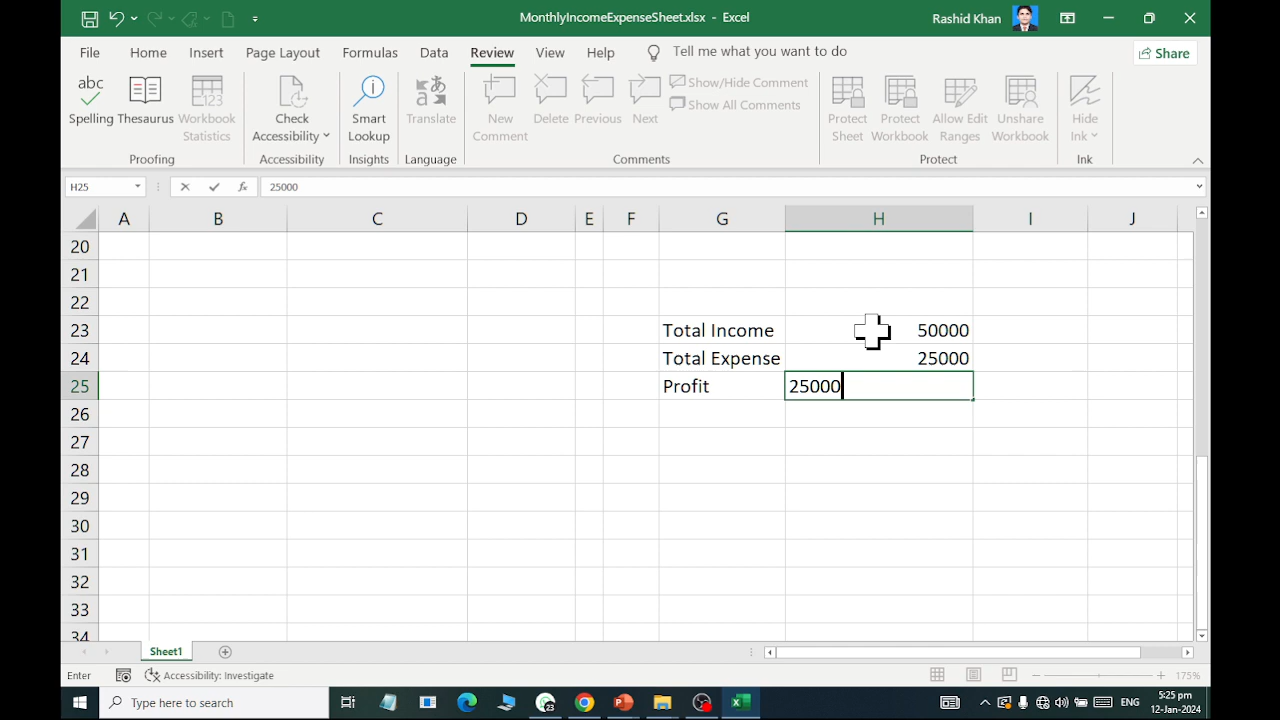 MonthlyIncomeExpenseSheet.xlsx - Excel
Rashid Khan
File Home Insert Page Layout Formulas Data Review View Help Tell me what you want to do Share
abc
Spelling Thesaurus Workbook Statistics
Proofing
Check Accessibility
Accessibility
Smart Lookup
Insights
Translate
Language
New Comment Delete Previous Next
Show/Hide Comment
Show All Comments
Comments
Protect Sheet Protect Workbook Allow Edit Ranges Unshare Workbook
Protect
Hide Ink
Ink
H25 fx 25000
A B C D E F G H I J
20
21
22
23 Total Income 50000
24 Total Expense 25000
25 Profit 25000
26
27
28
29
30
31
32
33
34
Sheet1
Enter Accessibility: Investigate 175%
Type here to search
ENG
5:25 pm
12-Jan-2024